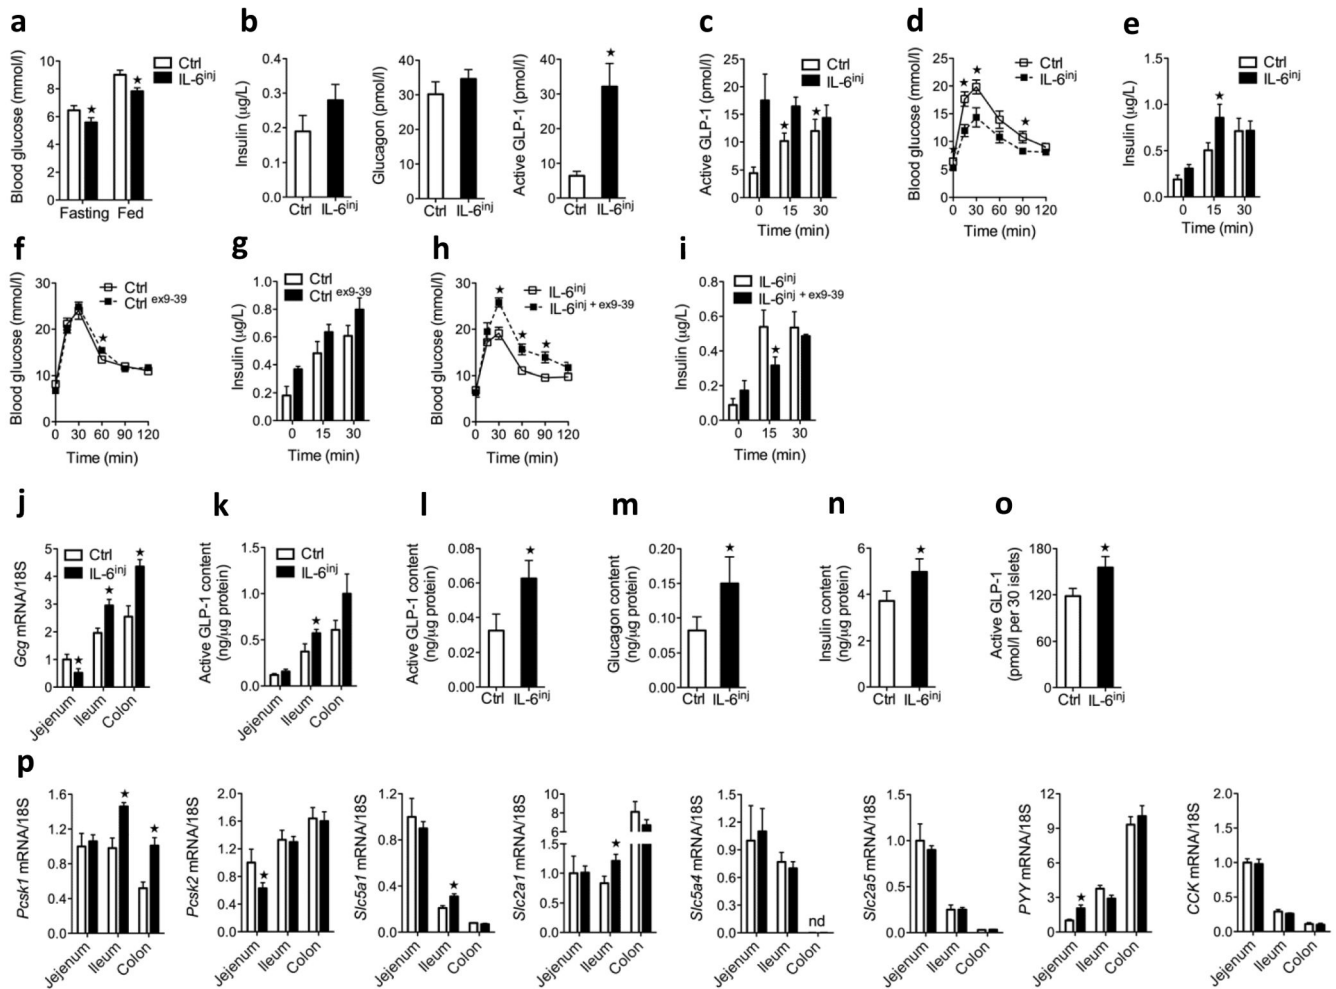 a
Blood glucose (mmol/l)
10
8
6
4
2
0
Fasting Fed
Ctrl
IL-6inj
b
Insulin (µg/L)
0.4
0.3
0.2
0.1
0.0
Ctrl IL-6inj
Glucagon (pmol/l)
40
30
20
10
0
Ctrl IL-6inj
Active GLP-1 (pmol/l)
40
30
20
10
0
Ctrl IL-6inj
★
c
Active GLP-1 (pmol/l)
25
20
15
10
5
0
0 15 30
Time (min)
Ctrl
IL-6inj
d
Blood glucose (mmol/l)
25
20
15
10
5
0
0 30 60 90 120
Time (min)
Ctrl
IL-6inj
e
Insulin (µg/L)
1.5
1.0
0.5
0.0
0 15 30
Time (min)
Ctrl
IL-6inj
f
Blood glucose (mmol/l)
30
20
10
0
0 30 60 90 120
Time (min)
Ctrl
Ctrl ex9-39
g
Insulin (µg/L)
1.0
0.8
0.6
0.4
0.2
0.0
0 15 30
Time (min)
Ctrl
Ctrl ex9-39
h
Blood glucose (mmol/l)
30
20
10
0
0 30 60 90 120
Time (min)
IL-6inj
IL-6inj + ex9-39
i
Insulin (µg/L)
0.8
0.6
0.4
0.2
0.0
0 15 30
Time (min)
IL-6inj
IL-6inj + ex9-39
j
Gcg mRNA/18S
5
4
3
2
1
0
Jejenum Ileum Colon
Ctrl
IL-6inj
k
Active GLP-1 content
(ng/µg protein)
1.5
1.0
0.5
0.0
Jejenum Ileum Colon
Ctrl
IL-6inj
l
Active GLP-1 content
(ng/µg protein)
0.08
0.06
0.04
0.02
0.00
Ctrl IL-6inj
m
Glucagon content
(ng/µg protein)
0.20
0.15
0.10
0.05
0.00
Ctrl IL-6inj
n
Insulin content
(ng/µg protein)
6
4
2
0
Ctrl IL-6inj
o
Active GLP-1
(pmol/l per 30 islets)
180
120
60
0
Ctrl IL-6inj
p
Pcsk1 mRNA/18S
1.6
1.2
0.8
0.4
0.0
Jejenum Ileum Colon
Pcsk2 mRNA/18S
2.0
1.6
1.2
0.8
0.4
0.0
Jejenum Ileum Colon
Slc5a1 mRNA/18S
1.2
0.8
0.4
0.0
Jejenum Ileum Colon
Slc2a1 mRNA/18S
10
8
6
1.5
1.0
0.5
0.0
Jejenum Ileum Colon
Slc5a4 mRNA/18S
1.5
1.2
0.9
0.6
0.3
0.0
nd
Jejenum Ileum Colon
Slc2a5 mRNA/18S
1.5
1.0
0.5
0.0
Jejenum Ileum Colon
PYY mRNA/18S
12
9
6
3
0
Jejenum Ileum Colon
CCK mRNA/18S
2.0
1.5
1.0
0.5
0.0
Jejenum Ileum Colon